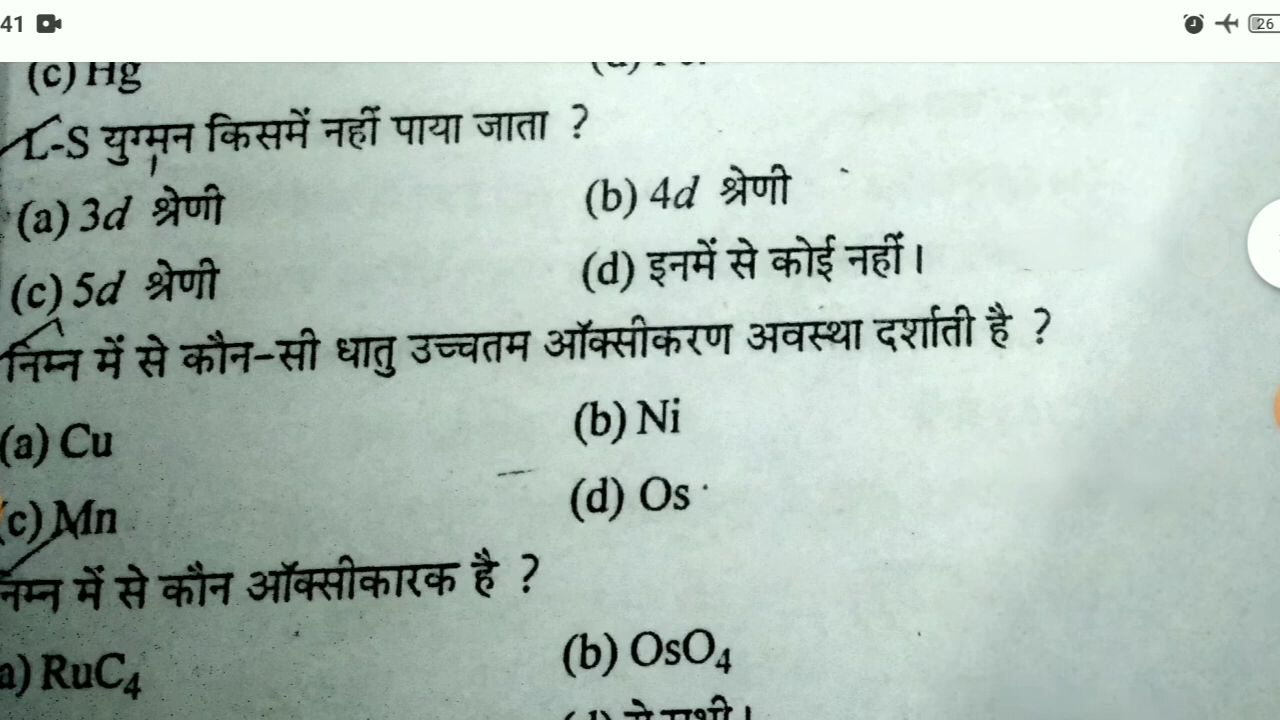 41
26
(c) Hg
L-S युग्मन किसमें नहीं पाया जाता ?
(a) 3d श्रेणी (b) 4d श्रेणी
(c) 5d श्रेणी (d) इनमें से कोई नहीं।
निम्न में से कौन-सी धातु उच्चतम ऑक्सीकरण अवस्था दर्शाती है ?
(a) Cu (b) Ni
(c) Mn (d) Os
निम्न में से कौन ऑक्सीकारक है ?
a) RuC₄ (b) OsO₄